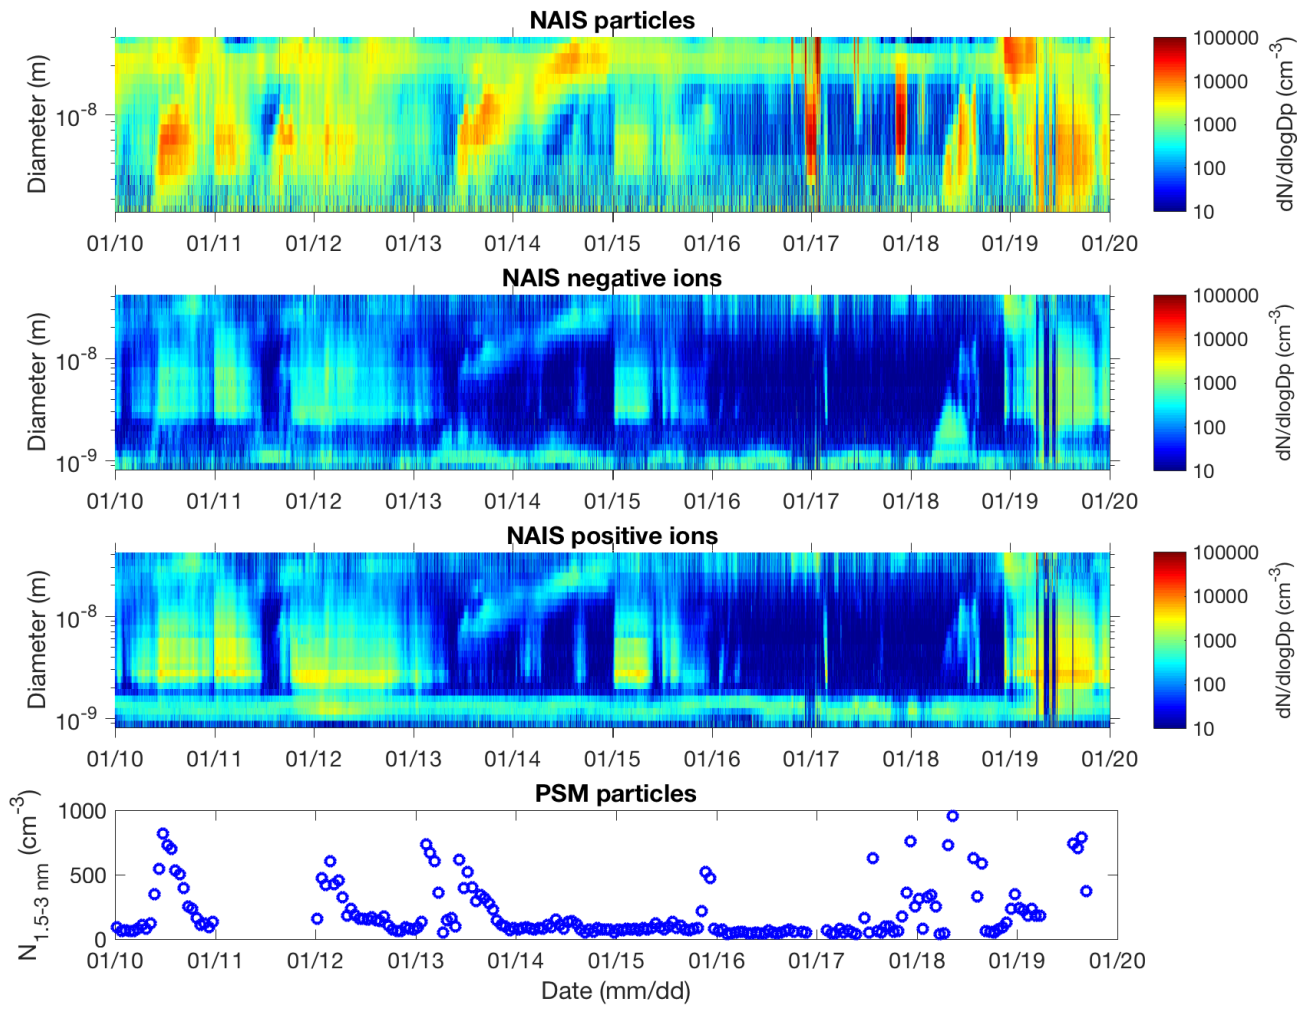 NAIS particles
Diameter (m)
10-8
01/10 01/11 01/12 01/13 01/14 01/15 01/16 01/17 01/18 01/19 01/20
100000
10000
1000
100
10
dN/dlogDp (cm-3)
NAIS negative ions
Diameter (m)
10-8
10-9
01/10 01/11 01/12 01/13 01/14 01/15 01/16 01/17 01/18 01/19 01/20
100000
10000
1000
100
10
dN/dlogDp (cm-3)
NAIS positive ions
Diameter (m)
10-8
10-9
01/10 01/11 01/12 01/13 01/14 01/15 01/16 01/17 01/18 01/19 01/20
100000
10000
1000
100
10
dN/dlogDp (cm-3)
PSM particles
N1.5-3 nm (cm-3)
1000
500
0
01/10 01/11 01/12 01/13 01/14 01/15 01/16 01/17 01/18 01/19 01/20
Date (mm/dd)